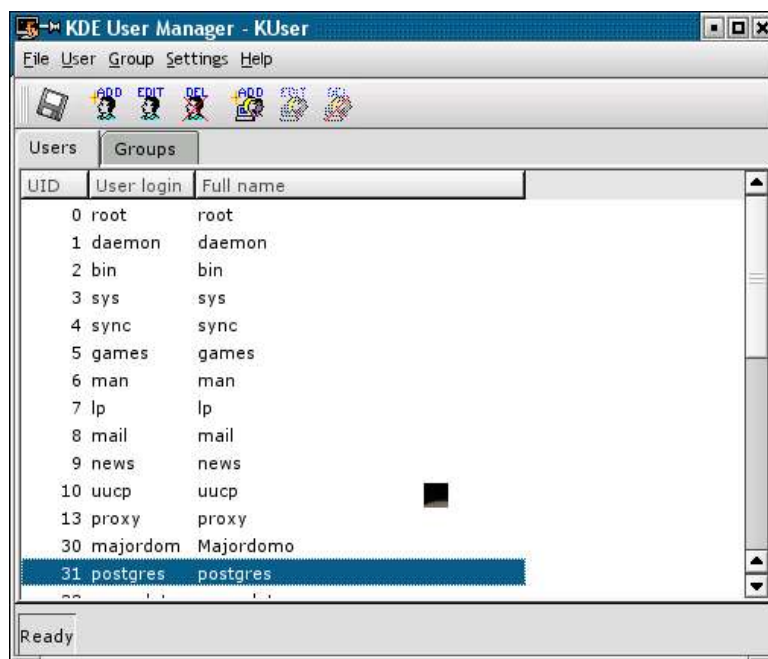 KDE User Manager - KUser
File User Group Settings Help
ADD EDIT DEL ADD EDIT DEL
Users Groups
UID User login Full name
0 root root
1 daemon daemon
2 bin bin
3 sys sys
4 sync sync
5 games games
6 man man
7 lp lp
8 mail mail
9 news news
10 uucp uucp
13 proxy proxy
30 majordom Majordomo
31 postgres postgres
Ready